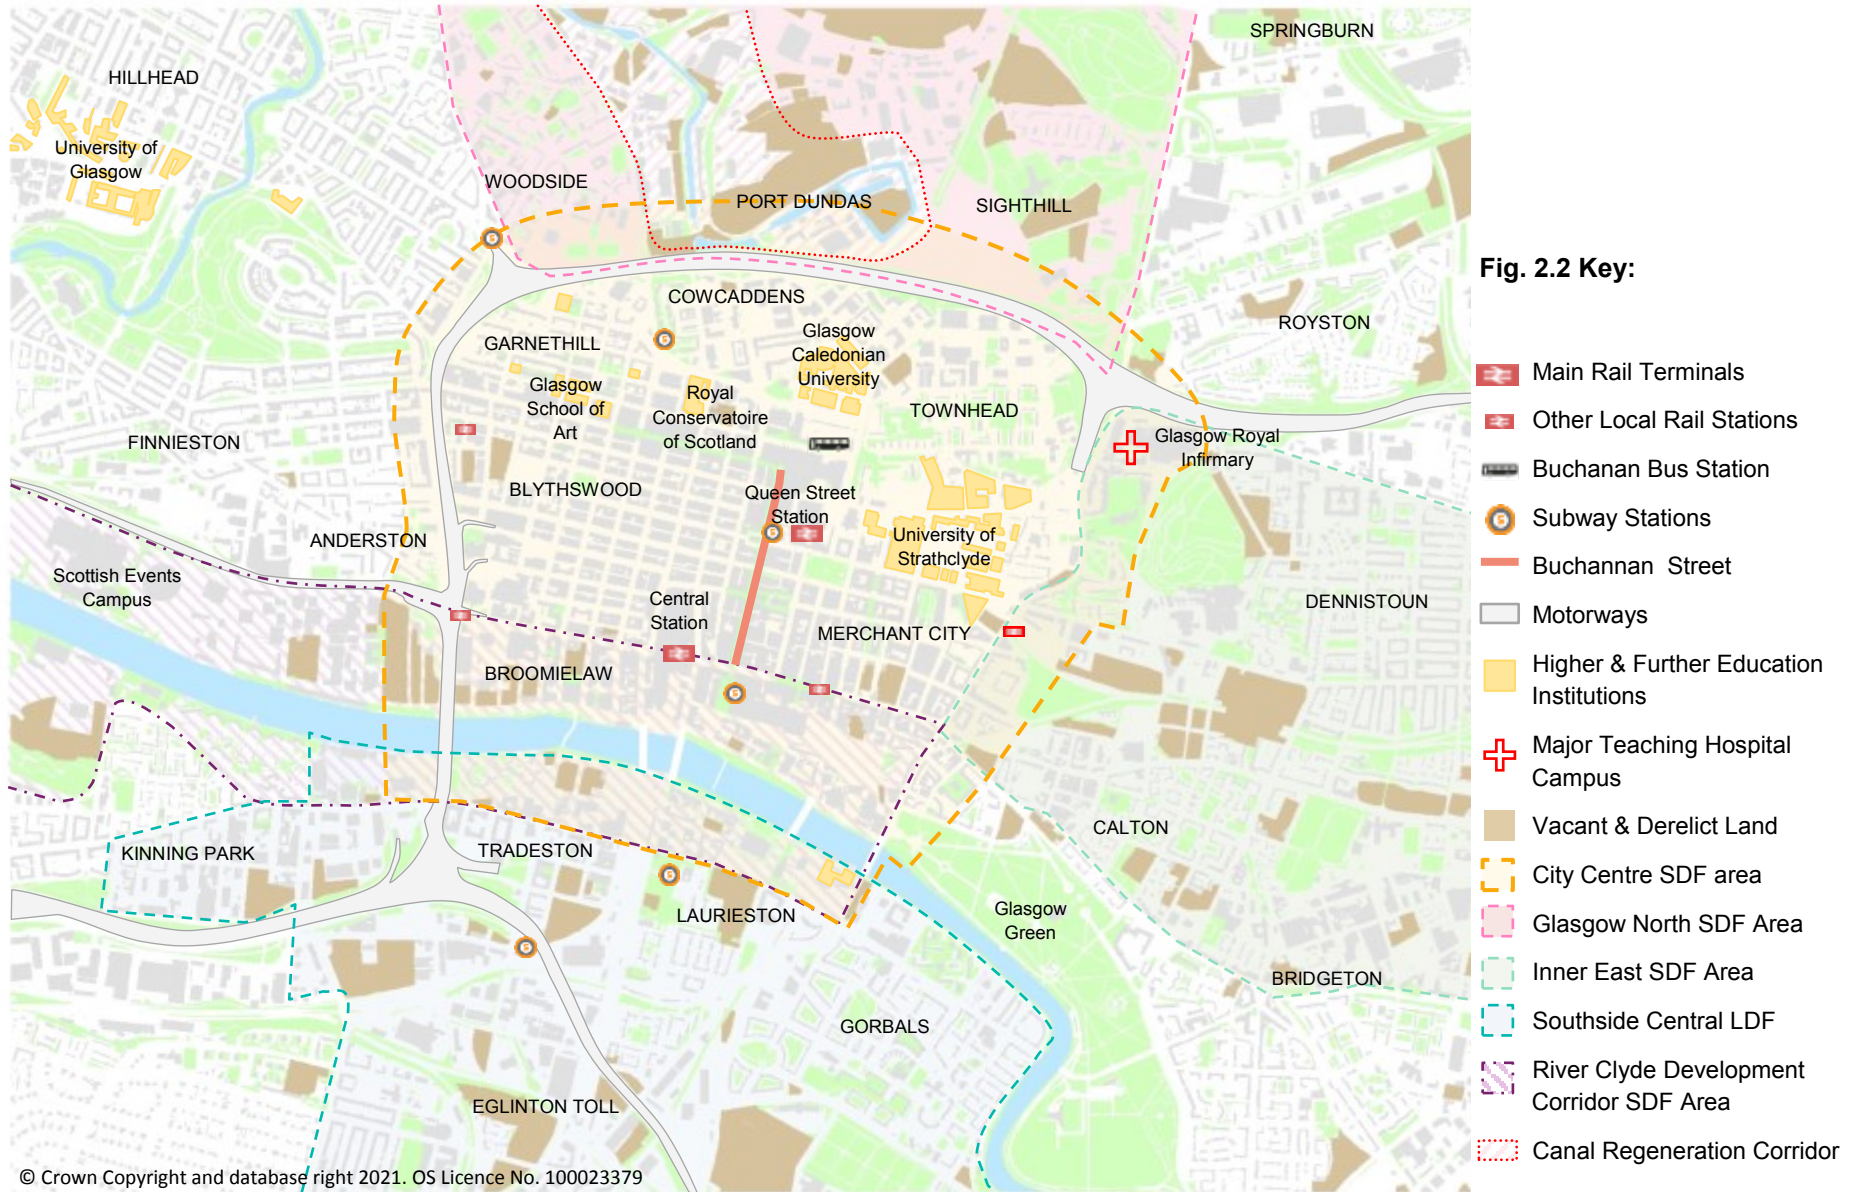 SPRINGBURN
HILLHEAD
University of
Glasgow
WOODSIDE
PORT DUNDAS
SIGHTHILL
COWCADDENS
GARNETHILL
Glasgow
Caledonian
University
ROYSTON
Glasgow
School of
Art
Royal
Conservatoire
of Scotland
TOWNHEAD
FINNIESTON
Glasgow Royal
Infirmary
BLYTHSWOOD
Queen Street
Station
ANDERSTON
University of
Strathclyde
Scottish Events
Campus
Central
Station
MERCHANT CITY
DENNISTOUN
BROOMIELAW
CALTON
KINNING PARK
TRADESTON
LAURIESTON
Glasgow
Green
BRIDGETON
GORBALS
EGLINTON TOLL
© Crown Copyright and database right 2021. OS Licence No. 100023379
Fig. 2.2 Key:
Main Rail Terminals
Other Local Rail Stations
Buchanan Bus Station
Subway Stations
Buchannan  Street
Motorways
Higher & Further Education
Institutions
Major Teaching Hospital
Campus
Vacant & Derelict Land
City Centre SDF area
Glasgow North SDF Area
Inner East SDF Area
Southside Central LDF
River Clyde Development
Corridor SDF Area
Canal Regeneration Corridor